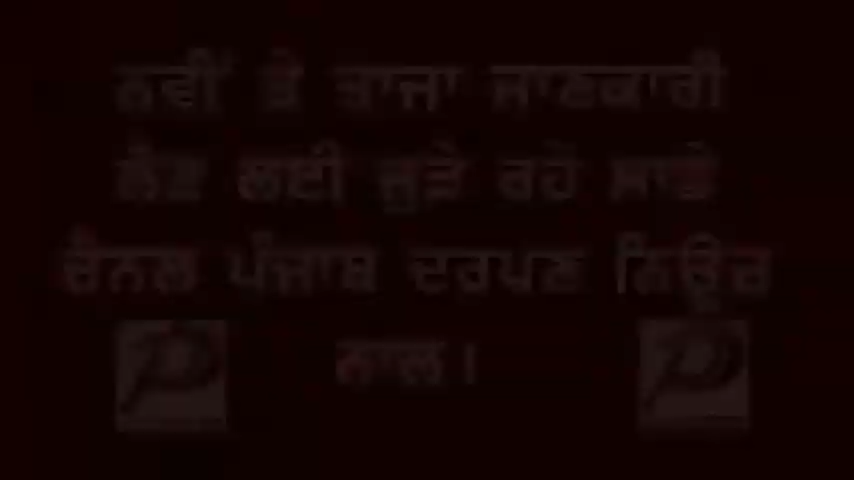 ਨਵੀਂ ਤੇ ਤਾਜਾ ਜਾਣਕਾਰੀ
ਲੈਣ ਲਈ ਜੁੜੇ ਰਹੋ ਸਾਡੇ
ਚੈਨਲ ਪੰਜਾਬ ਦਰਪਣ ਨਿਊਜ਼
ਨਾਲ।